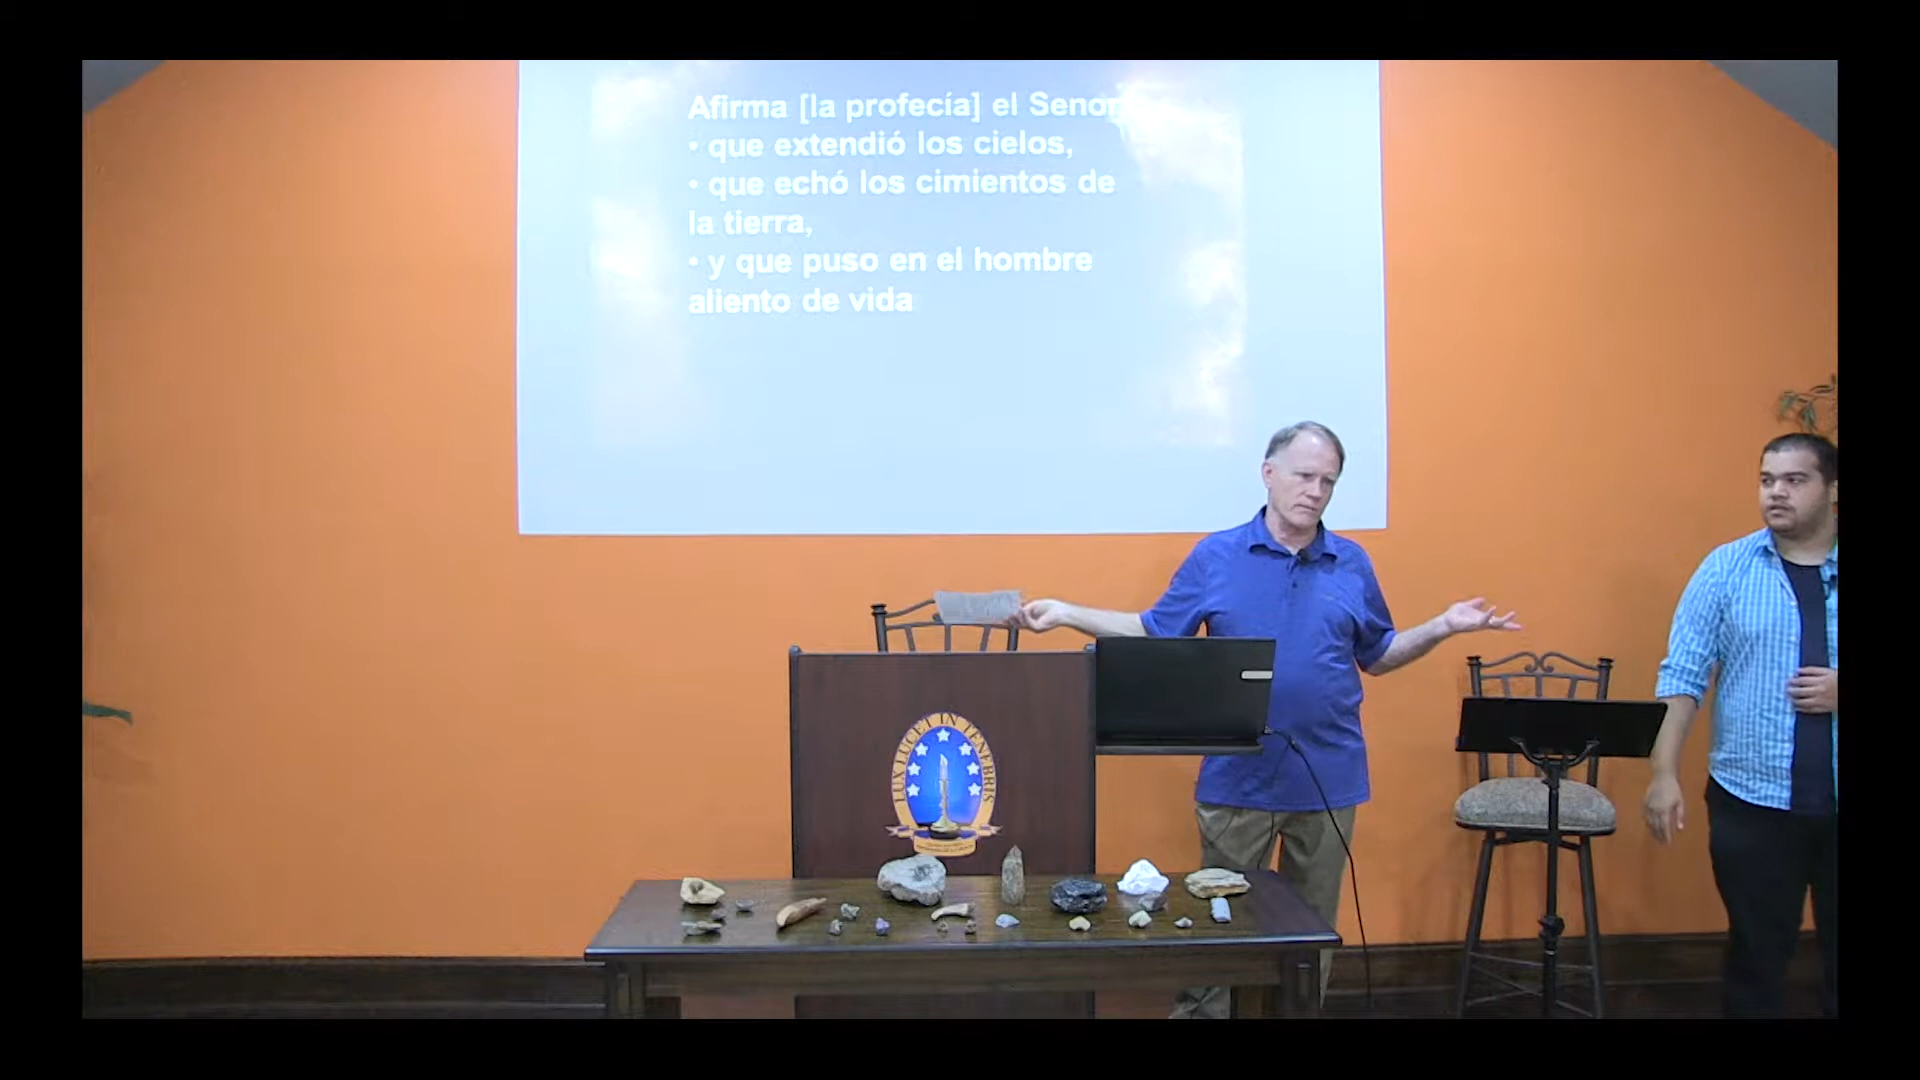 Afirma [la profecía] el Senor
• que extendió los cielos,
• que echó los cimientos de
la tierra,
• y que puso en el hombre
aliento de vida
LUX LUCET IN TENEBRIS